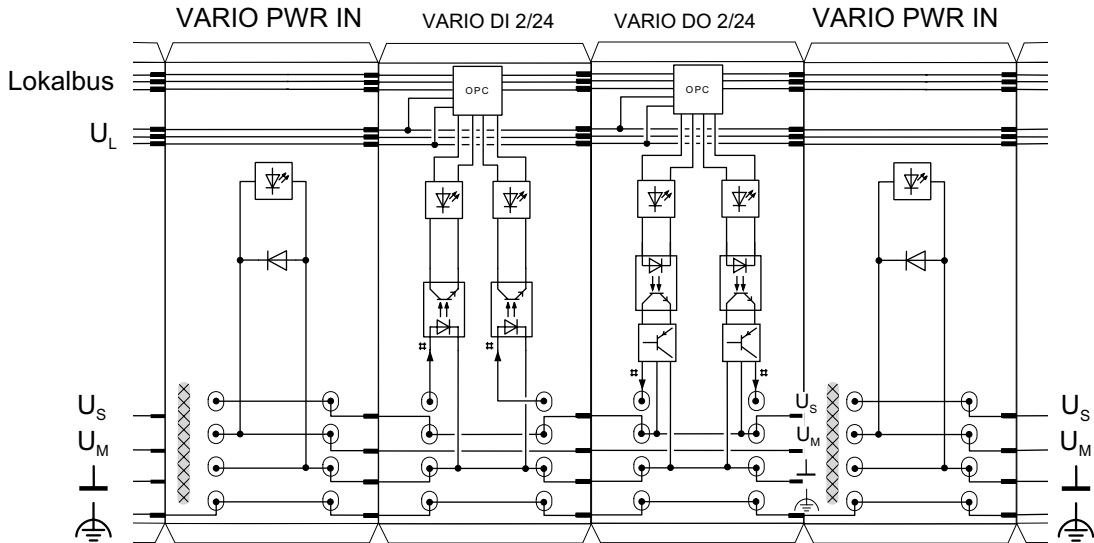 VARIO PWR IN
VARIO DI 2/24
VARIO DO 2/24
VARIO PWR IN
Lokalbus
OPC
OPC
U_L
⌗
⌗
⌗
⌗
U_S
U_S
U_S
U_M
U_M
U_M